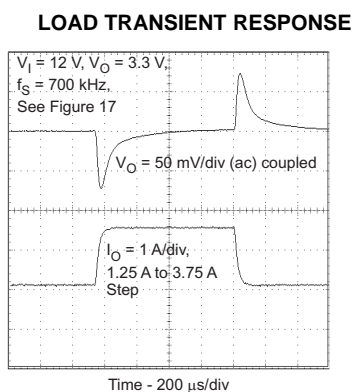 LOAD TRANSIENT RESPONSE
V_I = 12 V, V_O = 3.3 V,
f_S = 700 kHz,
See Figure 17
V_O = 50 mV/div (ac) coupled
I_O = 1 A/div,
1.25 A to 3.75 A
Step
Time - 200 μs/div